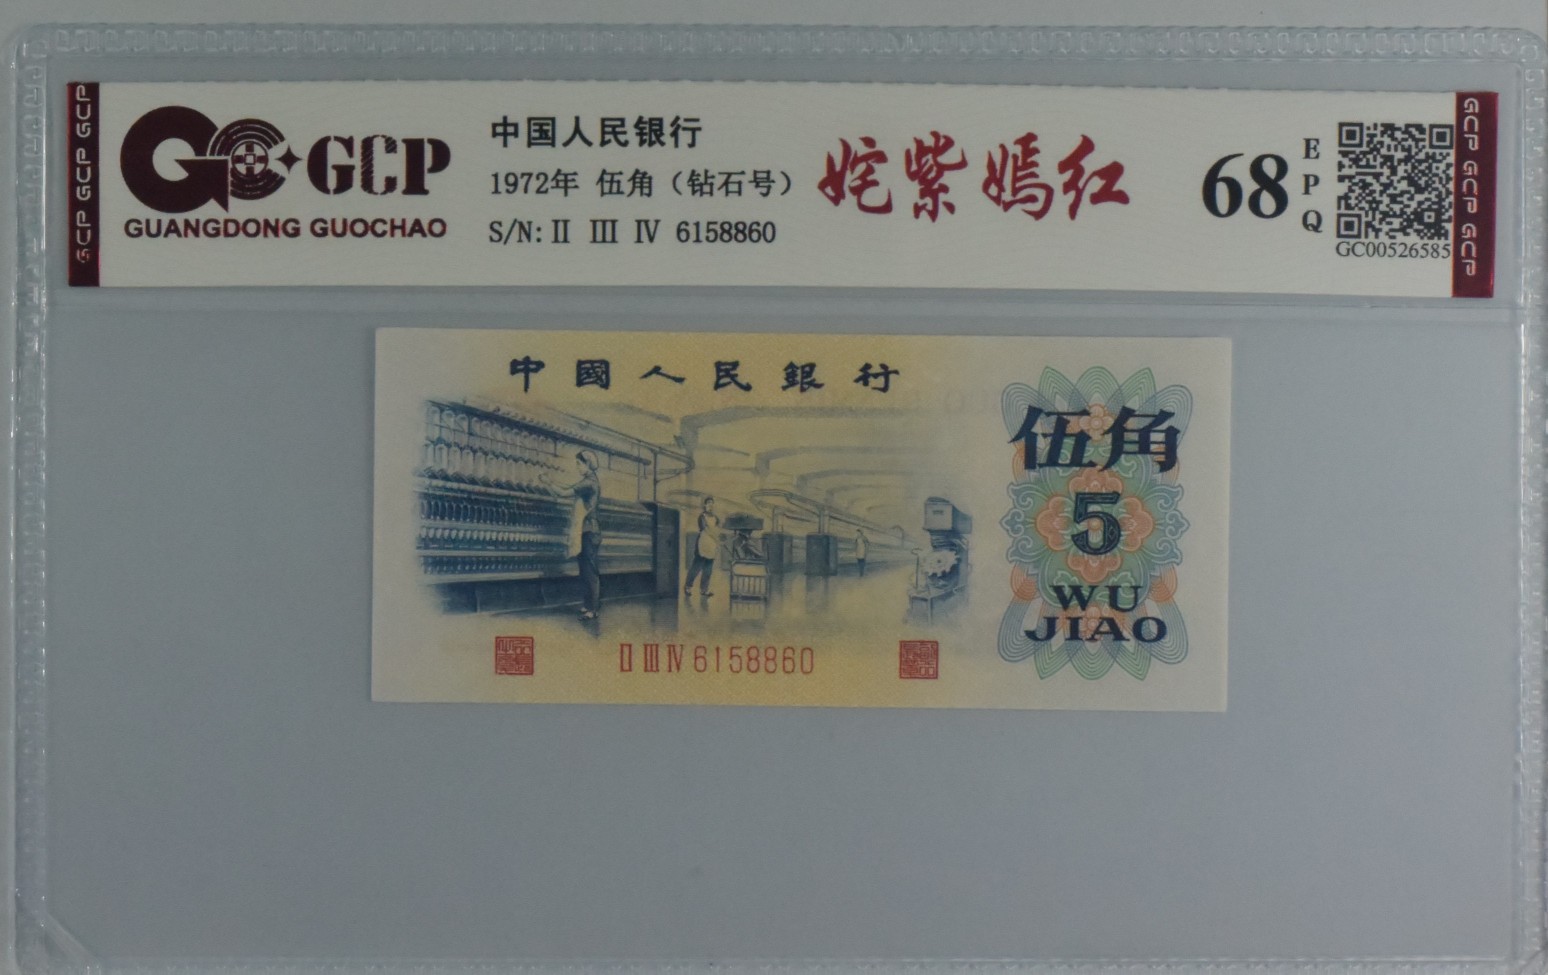 GCP GCP GCP
GCP
GUANGDONG GUOCHAO
中国人民银行
1972年 伍角（钻石号）
S/N: II III IV 6158860
姹紫嫣红
68
EPQ
GC00526585
GCP GCP GCP
中國人民銀行
伍角
5
WU
JIAO
II III IV 6158860